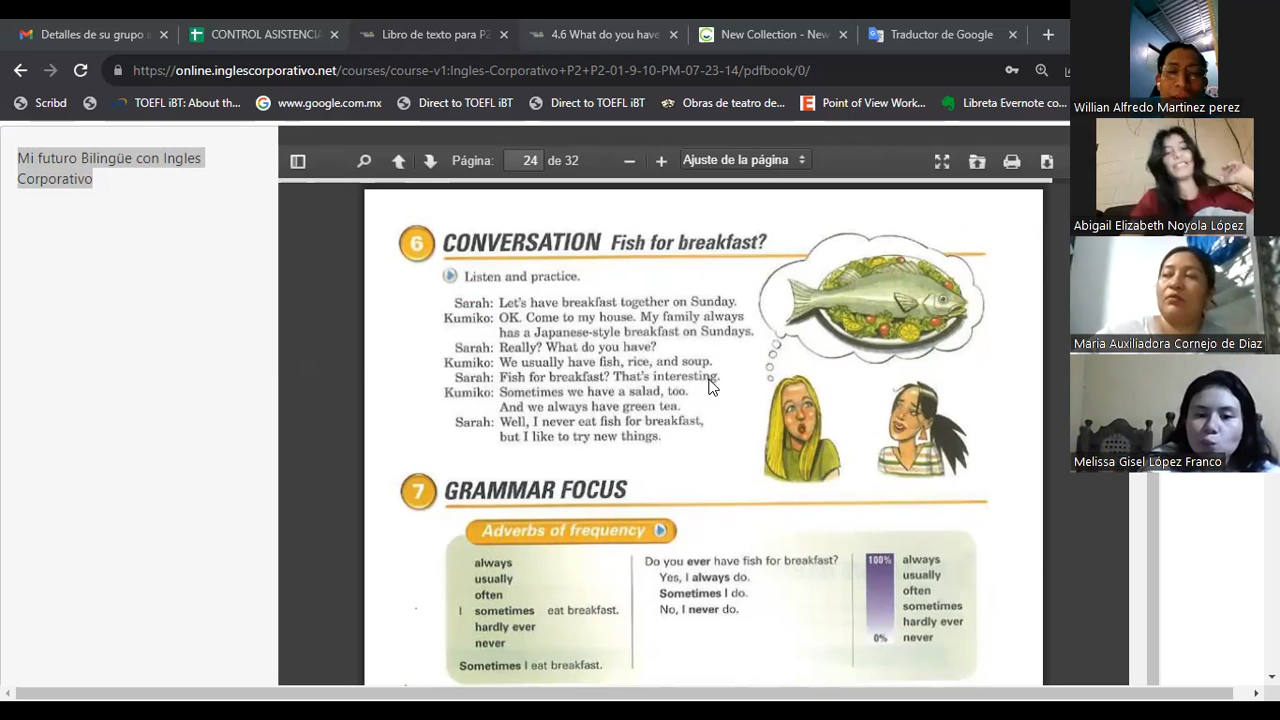 Detalles de su grupo a
CONTROL ASISTENCI
Libro de texto para P2
4.6 What do you have
New Collection - New
Traductor de Google
https://online.inglescorporativo.net/courses/course-v1:Ingles-Corporativo+P2+P2-01-9-10-PM-07-23-14/pdfbook/0/
Scribd
TOEFL iBT: About th...
www.google.com.mx
Direct to TOEFL iBT
Direct to TOEFL iBT
Obras de teatro de...
Point of View Work...
Libreta Evernote co...
Mi futuro Bilingüe con Ingles
Corporativo
Página: 24 de 32
Ajuste de la página
6 CONVERSATION Fish for breakfast?
Listen and practice.
Sarah: Let's have breakfast together on Sunday.
Kumiko: OK. Come to my house. My family always
has a Japanese-style breakfast on Sundays.
Sarah: Really? What do you have?
Kumiko: We usually have fish, rice, and soup.
Sarah: Fish for breakfast? That's interesting.
Kumiko: Sometimes we have a salad, too.
And we always have green tea.
Sarah: Well, I never eat fish for breakfast,
but I like to try new things.
7 GRAMMAR FOCUS
Adverbs of frequency
always
usually
often
I sometimes eat breakfast.
hardly ever
never
Sometimes I eat breakfast.
Do you ever have fish for breakfast?
Yes, I always do.
Sometimes I do.
No, I never do.
100% always
usually
often
sometimes
hardly ever
0% never
Willian Alfredo Martinez perez
Abigail Elizabeth Noyola López
Maria Auxiliadora Cornejo de Diaz
Melissa Gisel López Franco